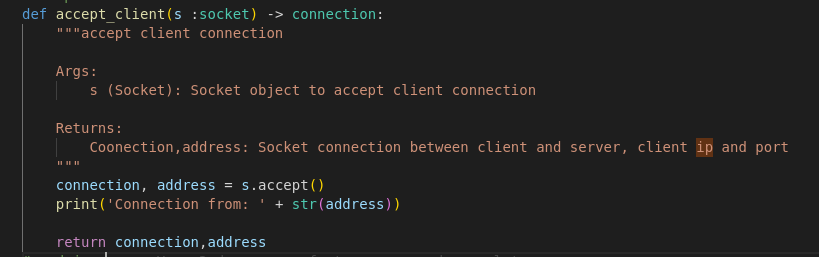 def accept_client(s :socket) -> connection:
"""accept client connection
Args:
s (Socket): Socket object to accept client connection
Returns:
Coonection,address: Socket connection between client and server, client ip and port
"""
connection, address = s.accept()
print('Connection from: ' + str(address))
return connection,address